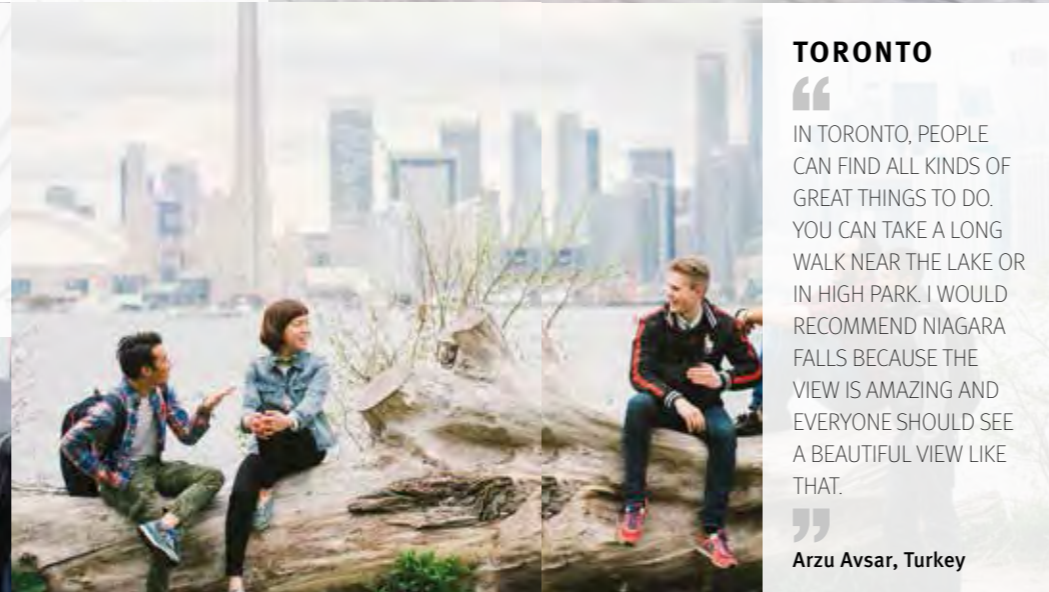 TORONTO
“
IN TORONTO, PEOPLE
CAN FIND ALL KINDS OF
GREAT THINGS TO DO.
YOU CAN TAKE A LONG
WALK NEAR THE LAKE OR
IN HIGH PARK. I WOULD
RECOMMEND NIAGARA
FALLS BECAUSE THE
VIEW IS AMAZING AND
EVERYONE SHOULD SEE
A BEAUTIFUL VIEW LIKE
THAT.
”
Arzu Avsar, Turkey